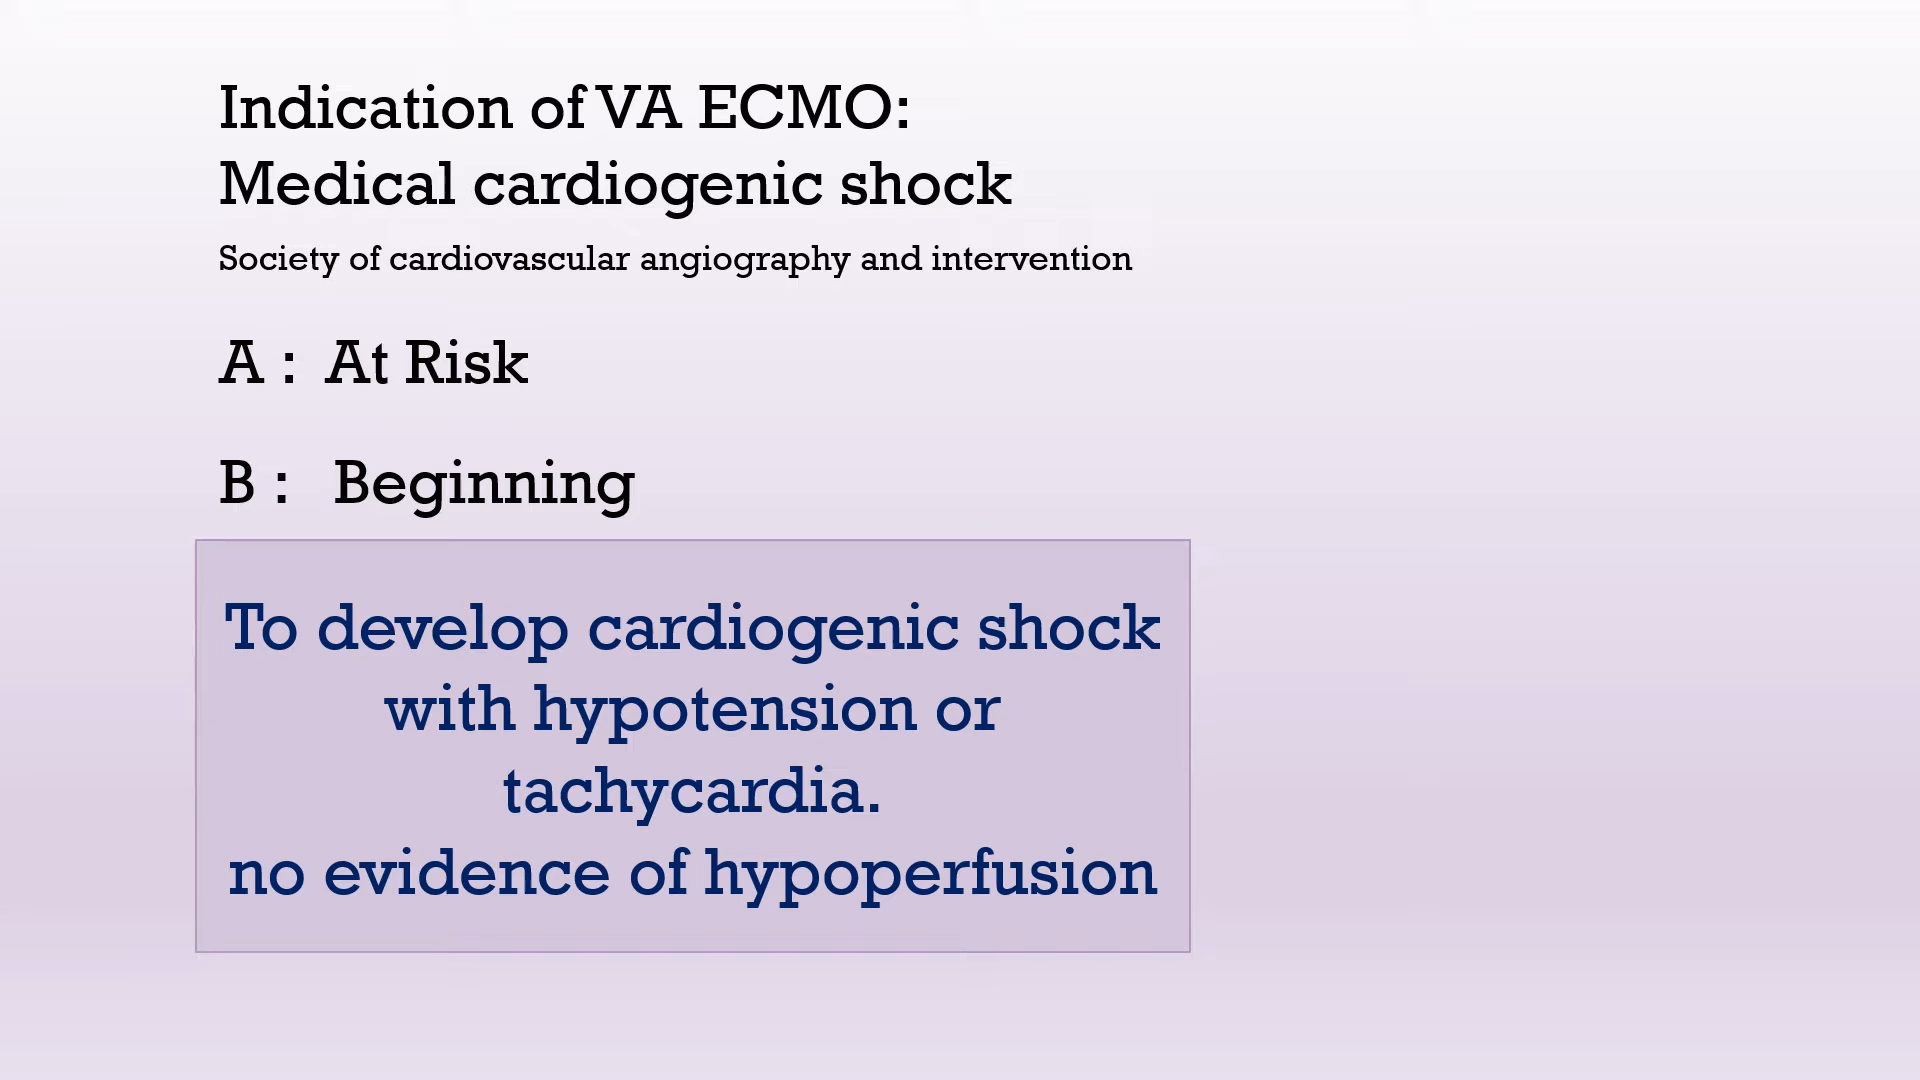 Indication of VA ECMO:
Medical cardiogenic shock
Society of cardiovascular angiography and intervention
A : At Risk
B : Beginning
To develop cardiogenic shock
with hypotension or
tachycardia.
no evidence of hypoperfusion